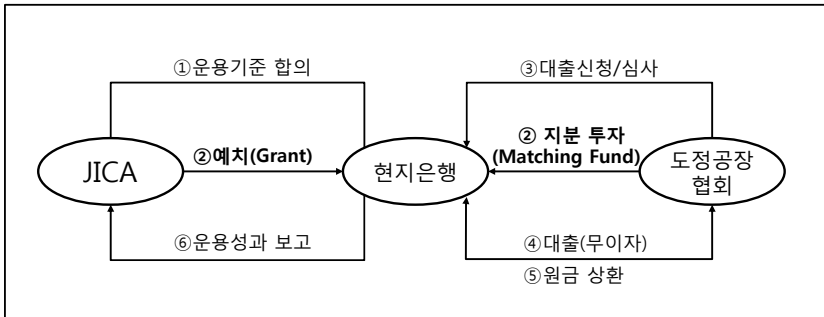 ①운용기준 합의
③대출신청/심사
JICA
②예치(Grant)
현지은행
② 지분 투자
(Matching Fund)
도정공장
협회
⑥운용성과 보고
④대출(무이자)
⑤원금 상환